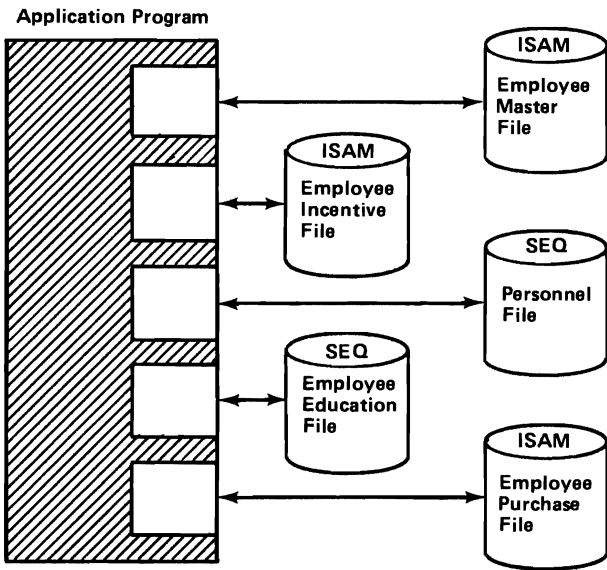 Application Program
ISAM
Employee
Master
File
ISAM
Employee
Incentive
File
SEQ
Personnel
File
SEQ
Employee
Education
File
ISAM
Employee
Purchase
File